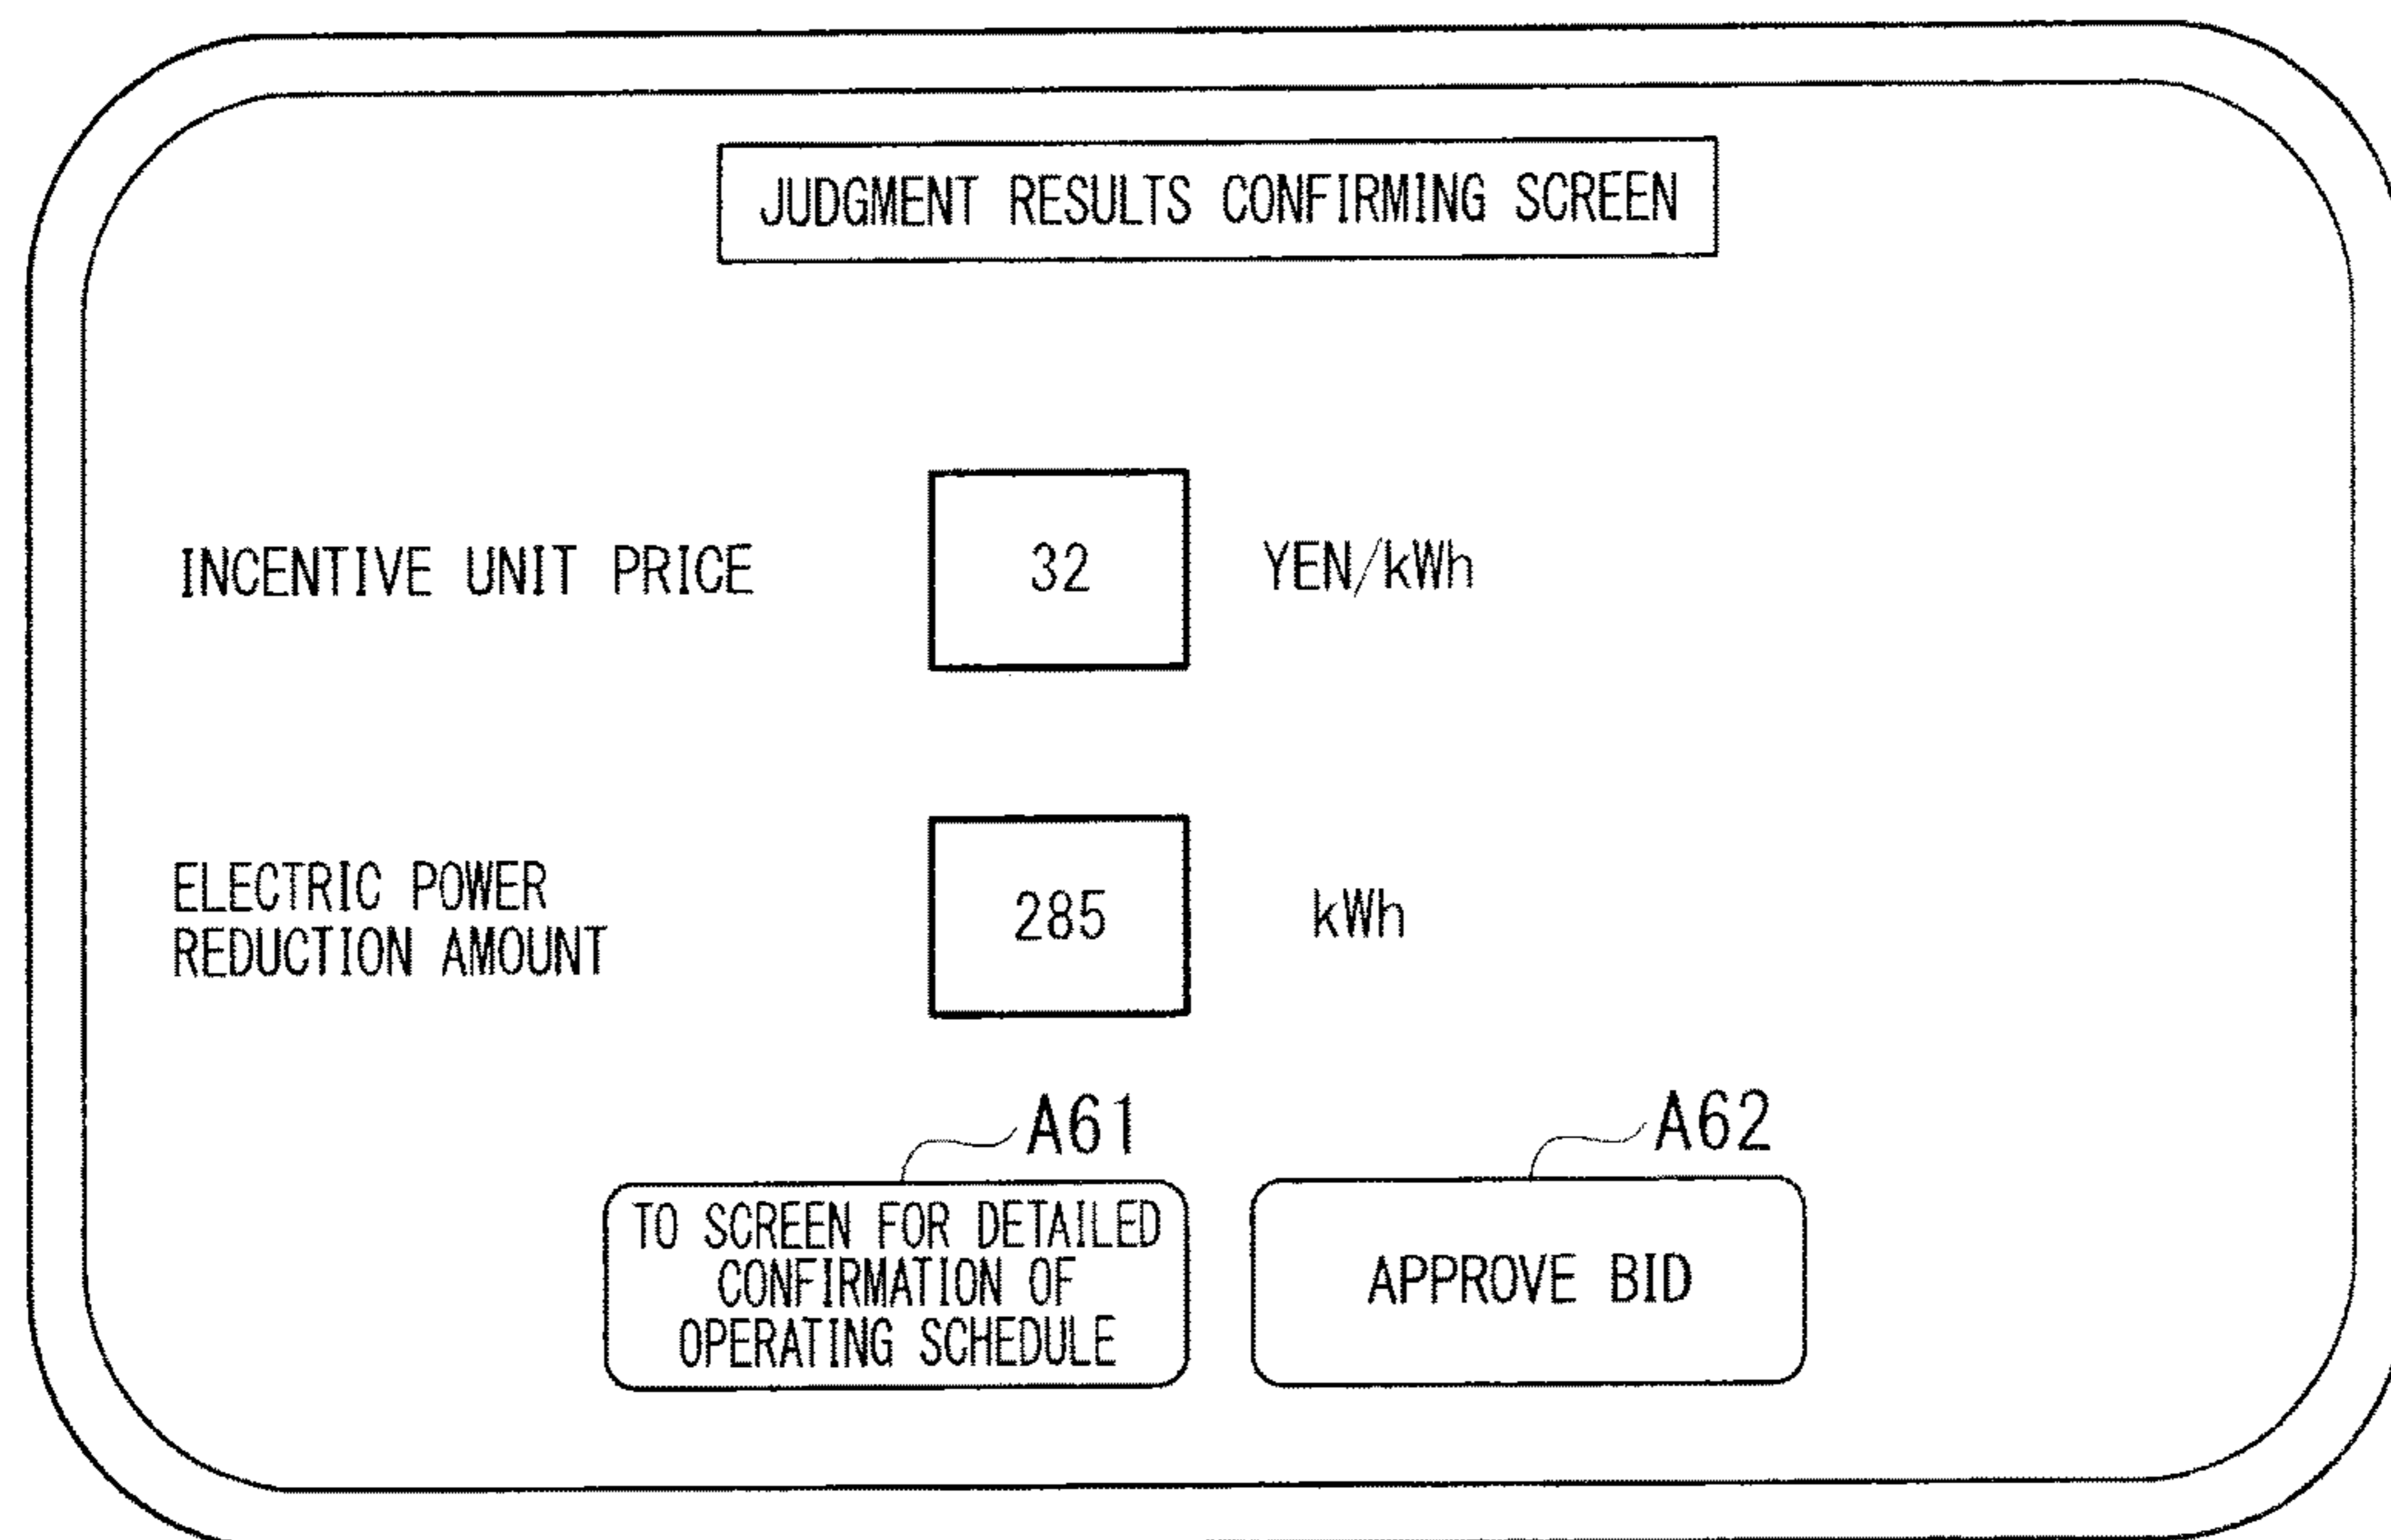 JUDGMENT RESULTS CONFIRMING SCREEN
INCENTIVE UNIT PRICE 32 YEN/kWh
ELECTRIC POWER
REDUCTION AMOUNT 285 kWh
A61 A62
TO SCREEN FOR DETAILED
CONFIRMATION OF
OPERATING SCHEDULE
APPROVE BID